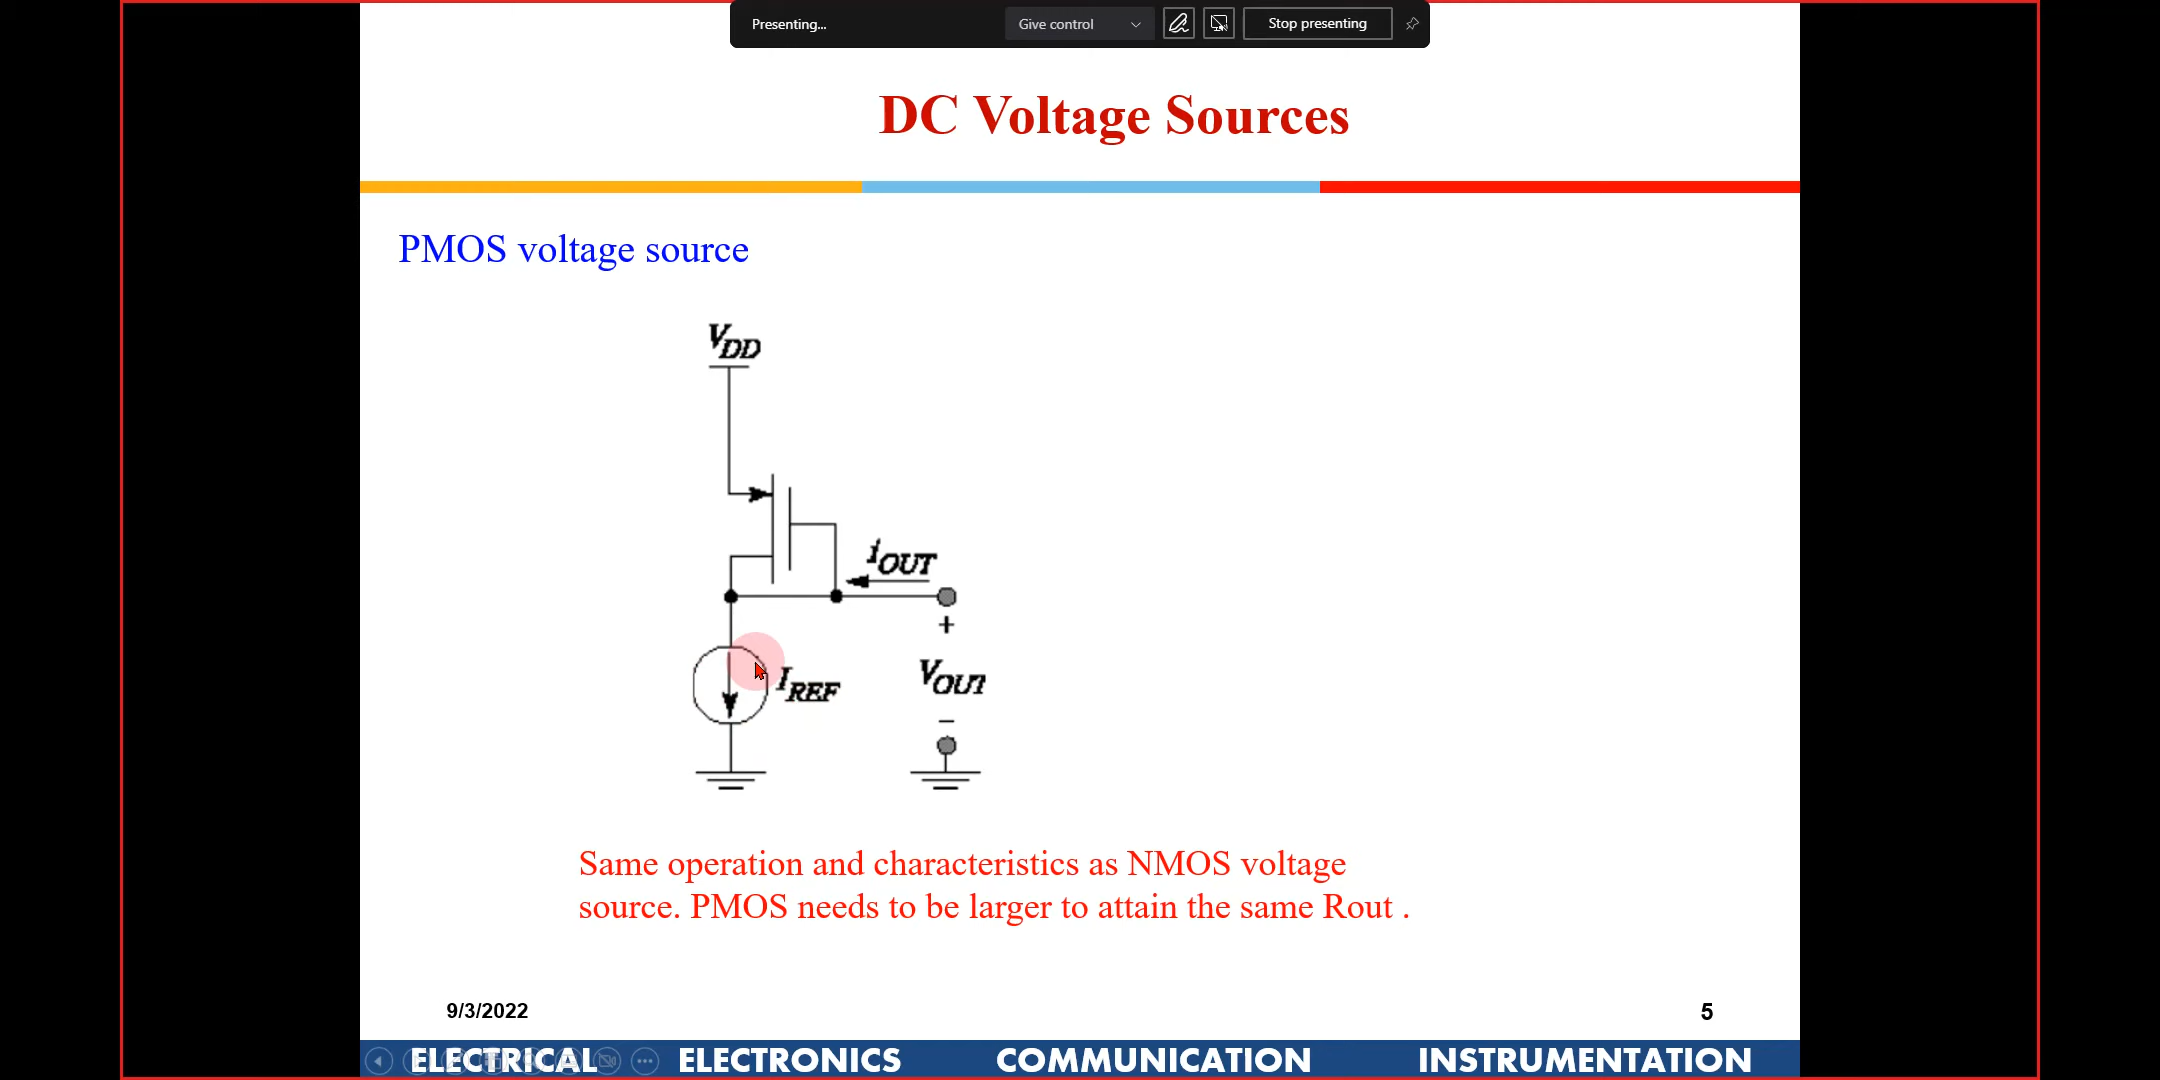 Presenting...
Give control
Stop presenting
DC Voltage Sources
PMOS voltage source
VDD
iOUT
+
IREF
VOUT
−
Same operation and characteristics as NMOS voltage
source. PMOS needs to be larger to attain the same Rout .
9/3/2022
5
ELECTRICAL ELECTRONICS COMMUNICATION INSTRUMENTATION